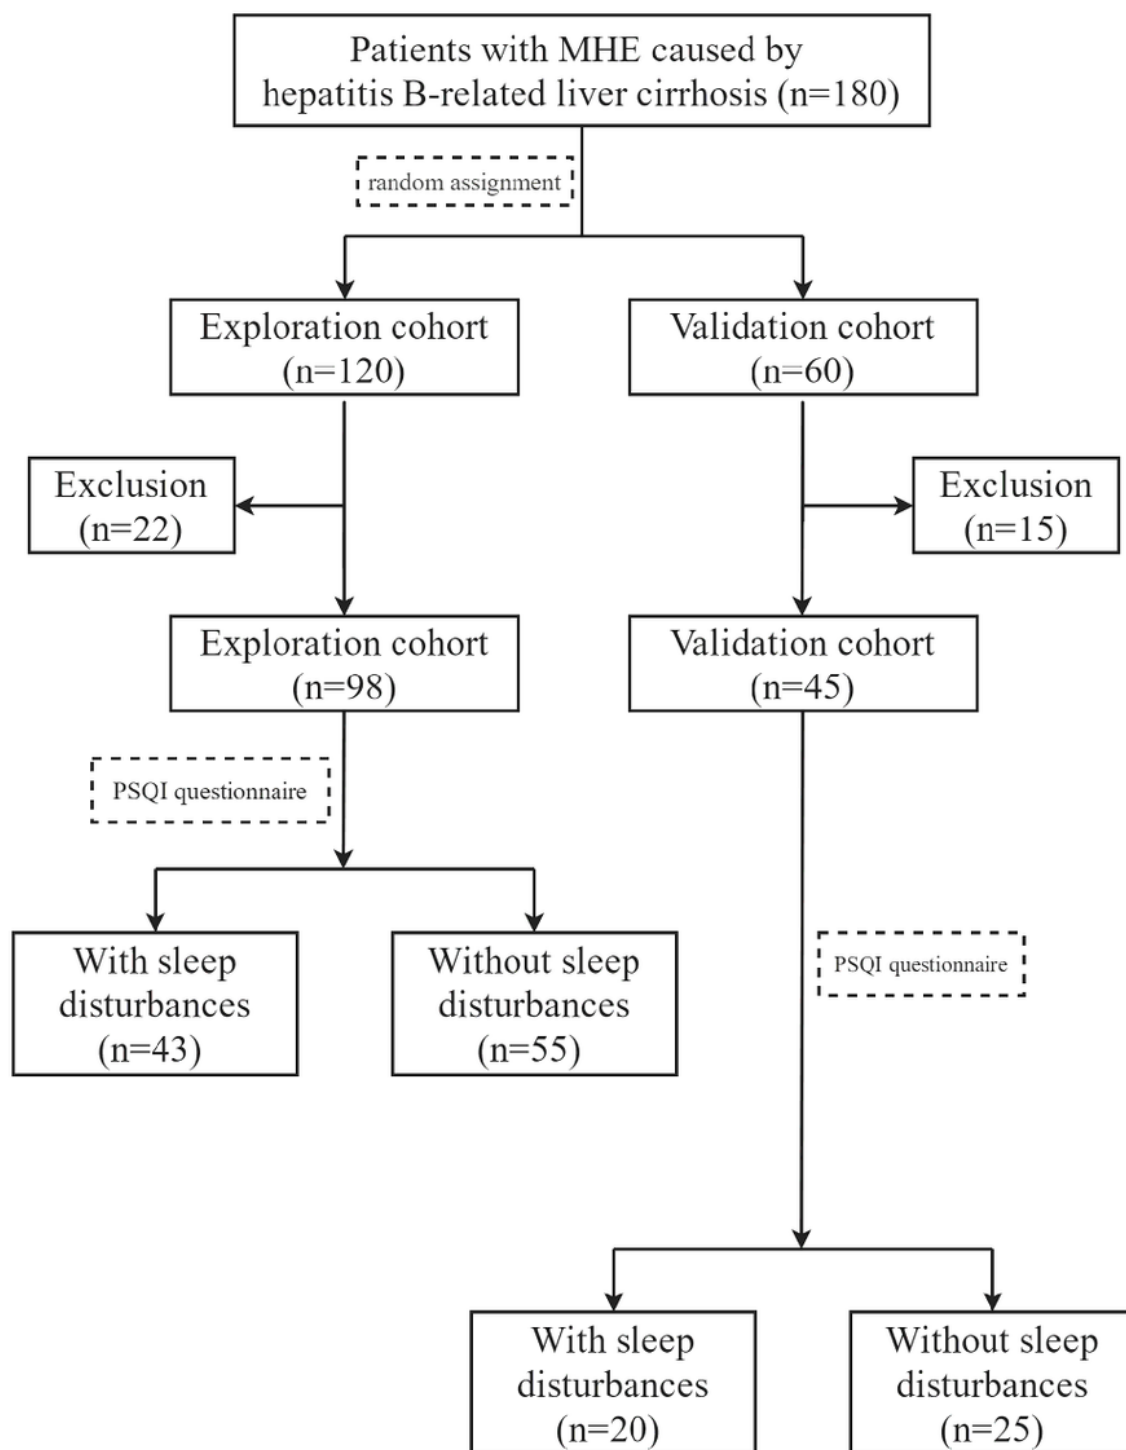 Patients with MHE caused by
hepatitis B-related liver cirrhosis (n=180)
random assignment
Exploration cohort
(n=120)
Validation cohort
(n=60)
Exclusion
(n=22)
Exclusion
(n=15)
Exploration cohort
(n=98)
Validation cohort
(n=45)
PSQI questionnaire
With sleep
disturbances
(n=43)
Without sleep
disturbances
(n=55)
PSQI questionnaire
With sleep
disturbances
(n=20)
Without sleep
disturbances
(n=25)